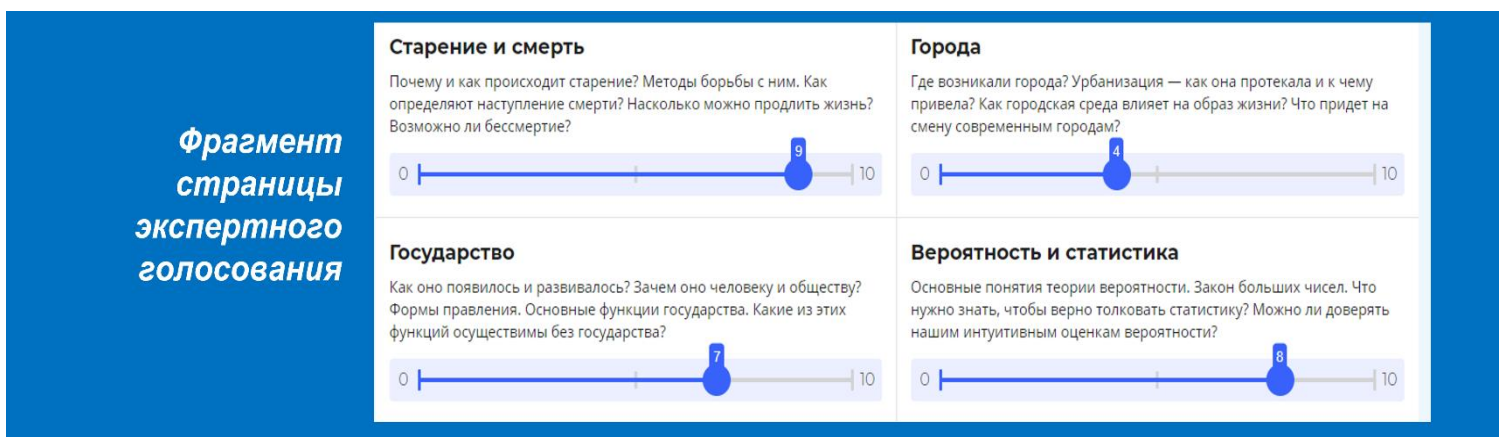 Фрагмент
страницы
экспертного
голосования
Старение и смерть
Почему и как происходит старение? Методы борьбы с ним. Как
определяют наступление смерти? Насколько можно продлить жизнь?
Возможно ли бессмертие?
9
0 10
Города
Где возникали города? Урбанизация — как она протекала и к чему
привела? Как городская среда влияет на образ жизни? Что придет на
смену современным городам?
4
0 10
Государство
Как оно появилось и развивалось? Зачем оно человеку и обществу?
Формы правления. Основные функции государства. Какие из этих
функций осуществимы без государства?
7
0 10
Вероятность и статистика
Основные понятия теории вероятности. Закон больших чисел. Что
нужно знать, чтобы верно толковать статистику? Можно ли доверять
нашим интуитивным оценкам вероятности?
8
0 10